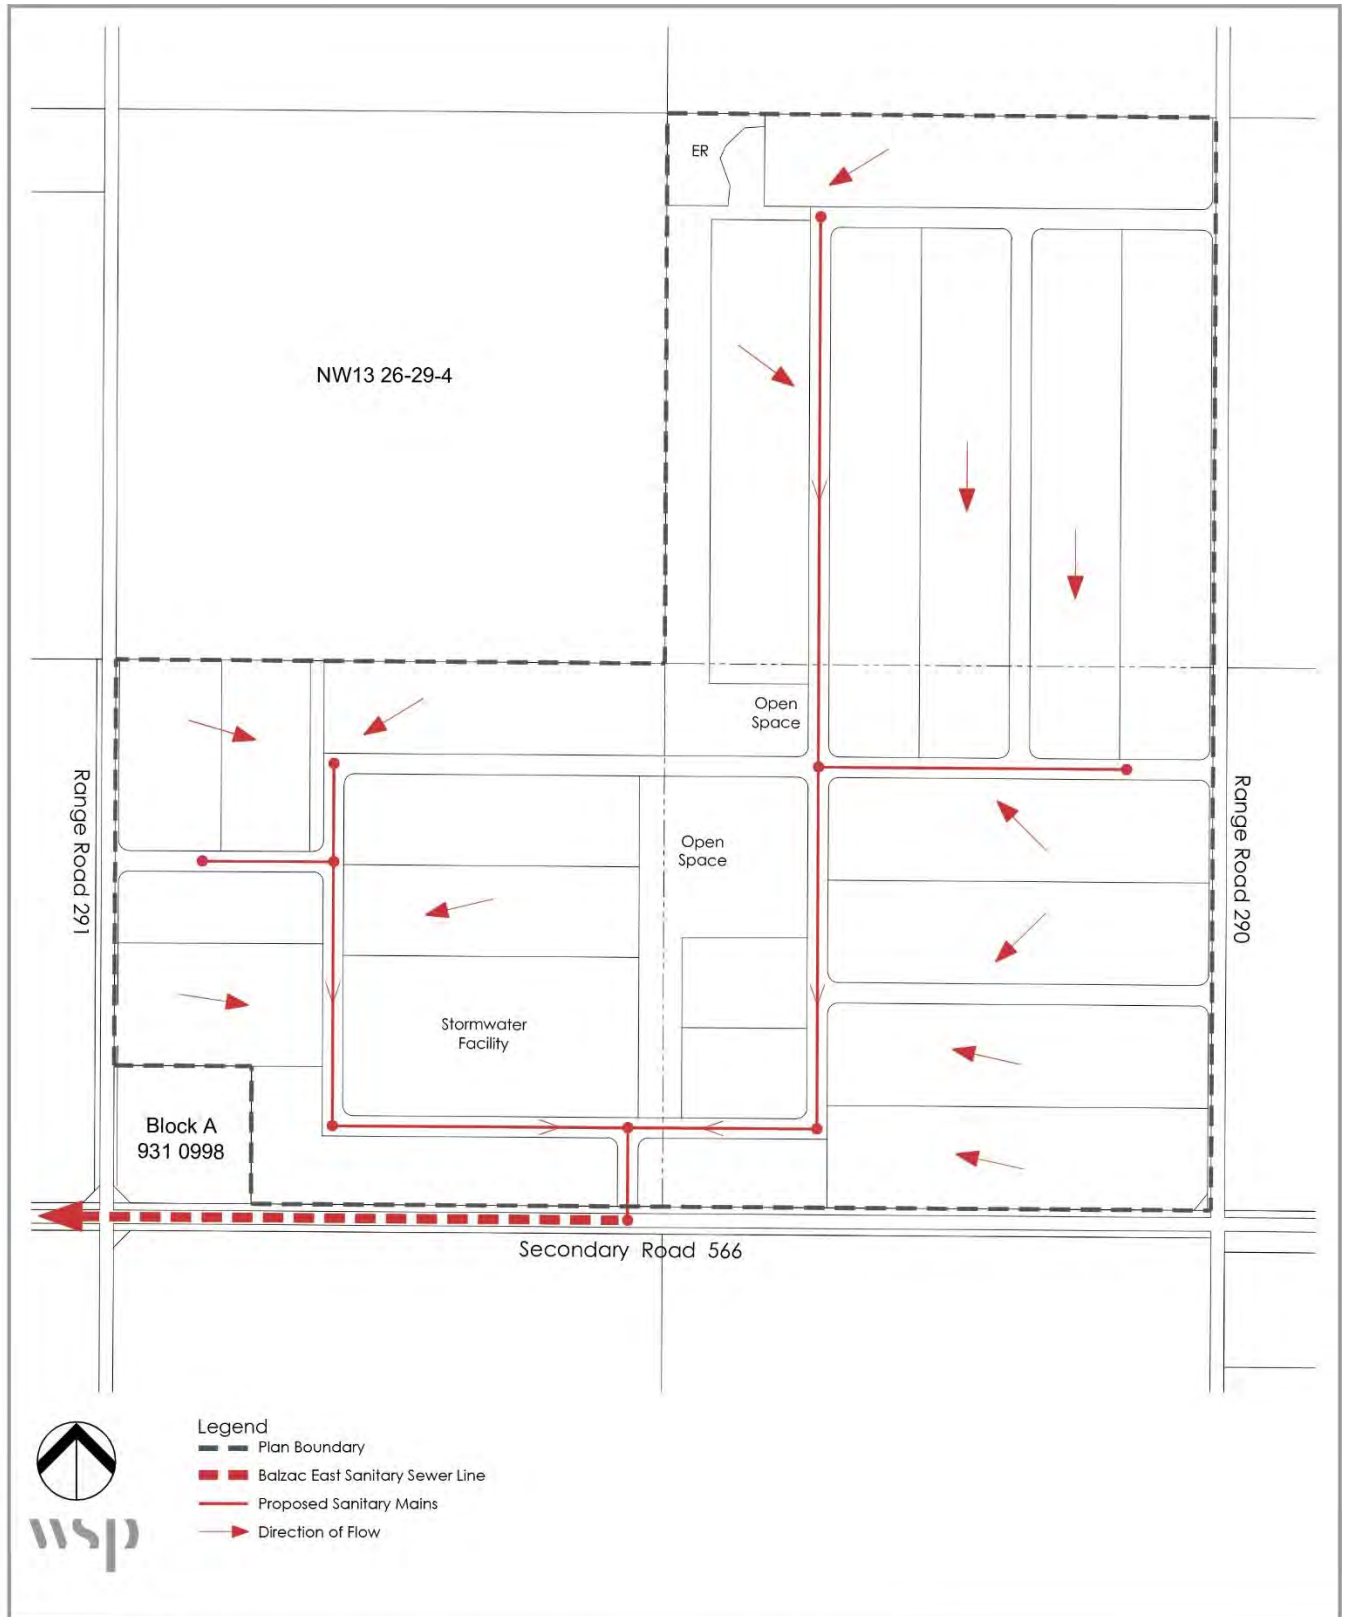 ER
NW13 26-29-4
Open
Space
Open
Space
Range Road 291
Range Road 290
Stormwater
Facility
Block A
931 0998
Secondary Road 566
Legend
Plan Boundary
Balzac East Sanitary Sewer Line
Proposed Sanitary Mains
Direction of Flow
wsp